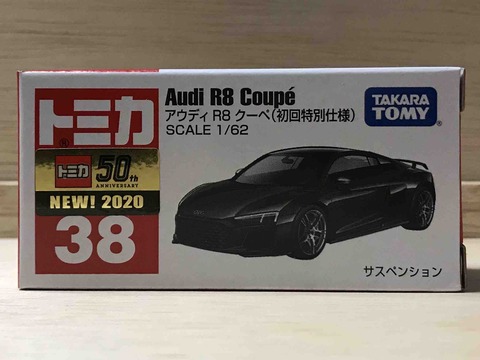 トミカ
®
トミカ 50th
ANNIVERSARY
NEW! 2020
38
Audi R8 Coupé
アウディ R8 クーペ(初回特別仕様)
SCALE 1/62
TAKARA
TOMY
サスペンション